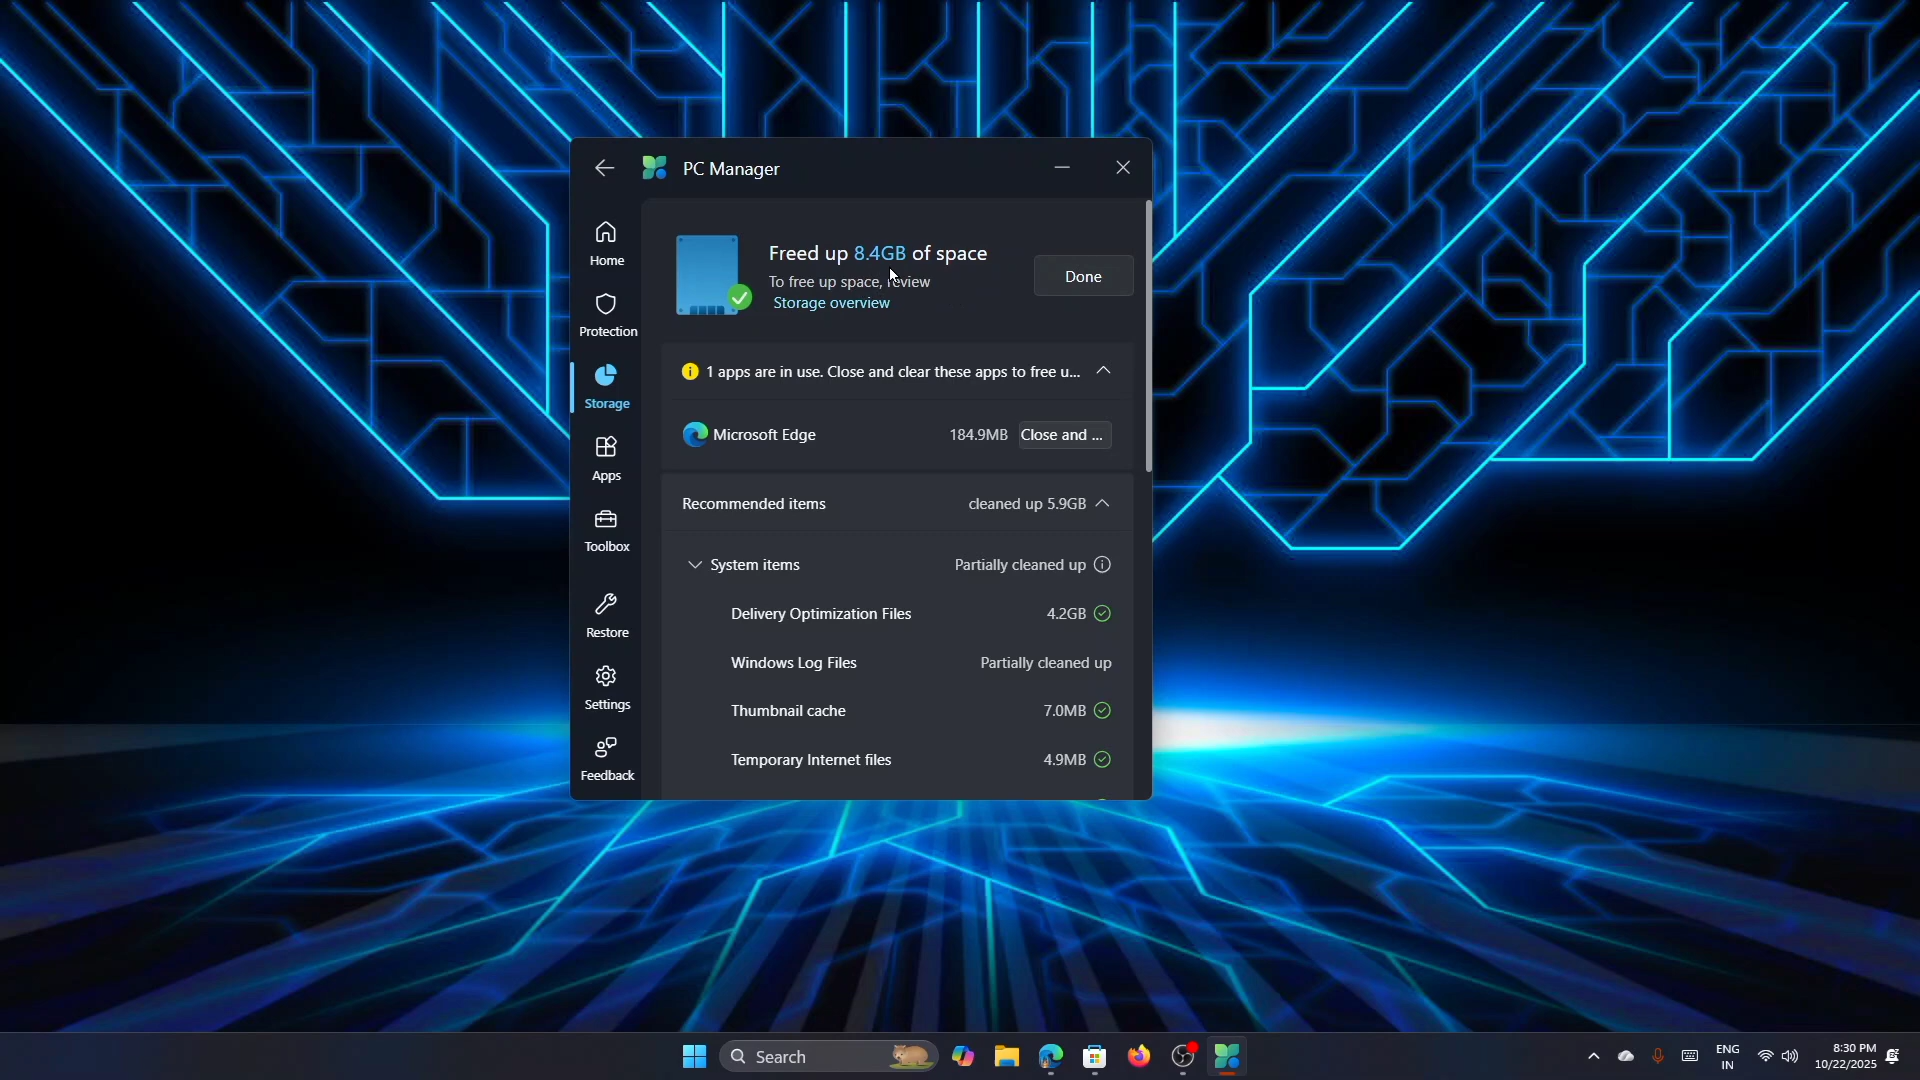 PC Manager
Home
Protection
Storage
Apps
Toolbox
Restore
Settings
Feedback
Freed up 8.4GB of space
To free up space, review
Storage overview
Done
1 apps are in use. Close and clear these apps to free u...
Microsoft Edge 184.9MB Close and ...
Recommended items cleaned up 5.9GB
System items Partially cleaned up
Delivery Optimization Files 4.2GB
Windows Log Files Partially cleaned up
Thumbnail cache 7.0MB
Temporary Internet files 4.9MB
Search
ENG
IN
8:30 PM
10/22/2025